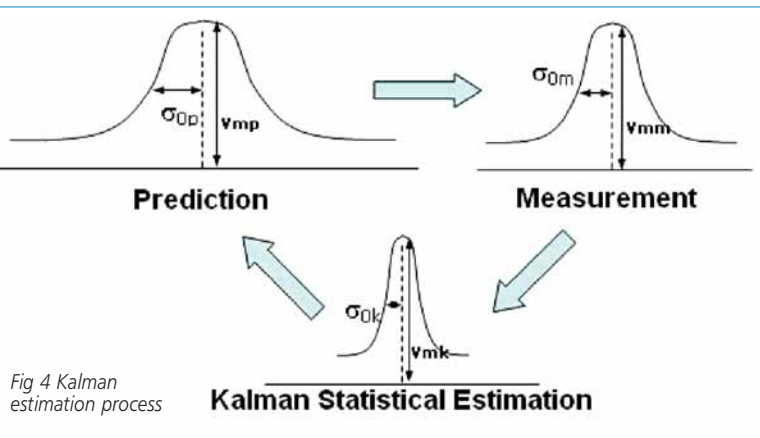 σ0p
Vmp
Prediction
σ0m
Vmm
Measurement
σ0k
Vmk
Fig 4 Kalman
estimation process
Kalman Statistical Estimation